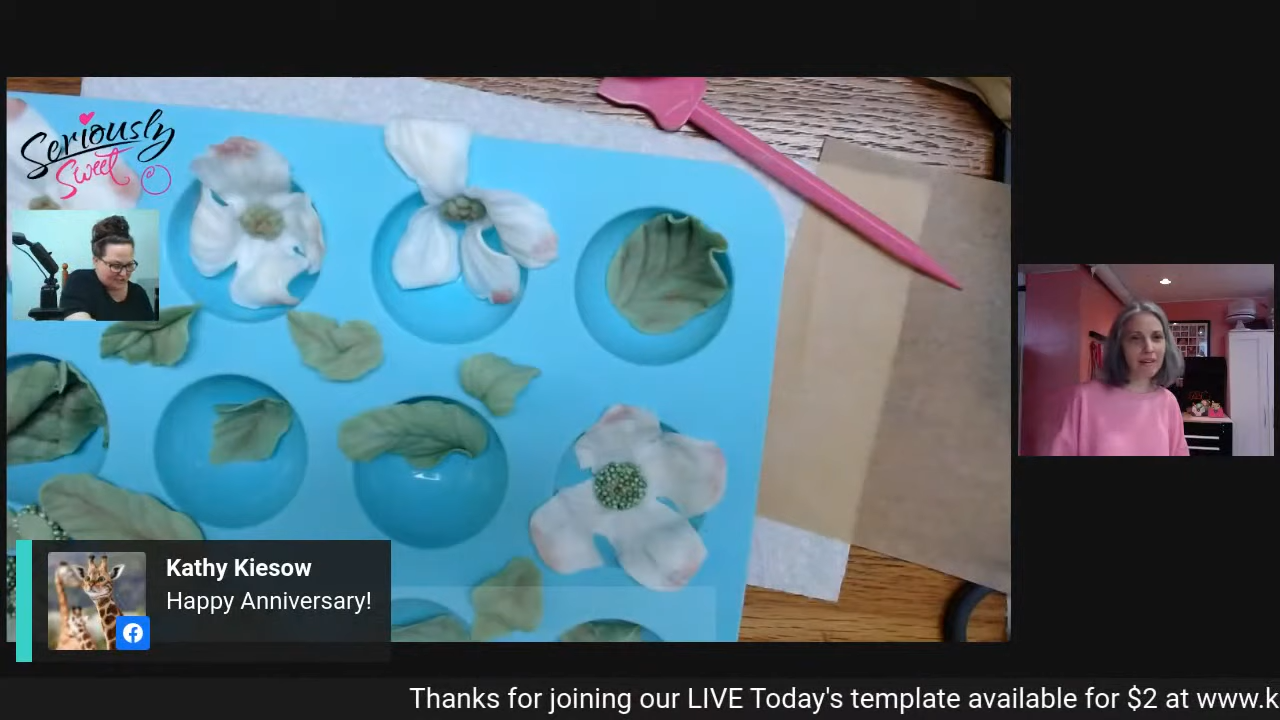 Seriously
Sweet
Kathy Kiesow
Happy Anniversary!
Thanks for joining our LIVE Today's template available for $2 at www.k